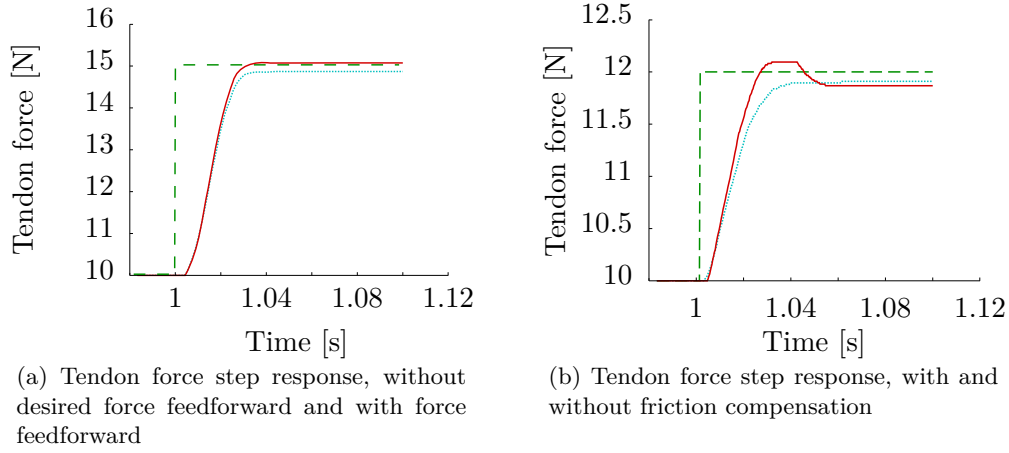 16
15
14
13
12
11
10
Tendon force [N]
1 1.04 1.08 1.12
Time [s]
(a) Tendon force step response, without
desired force feedforward and with force
feedforward
12.5
12
11.5
11
10.5
10
Tendon force [N]
1 1.04 1.08 1.12
Time [s]
(b) Tendon force step response, with and
without friction compensation